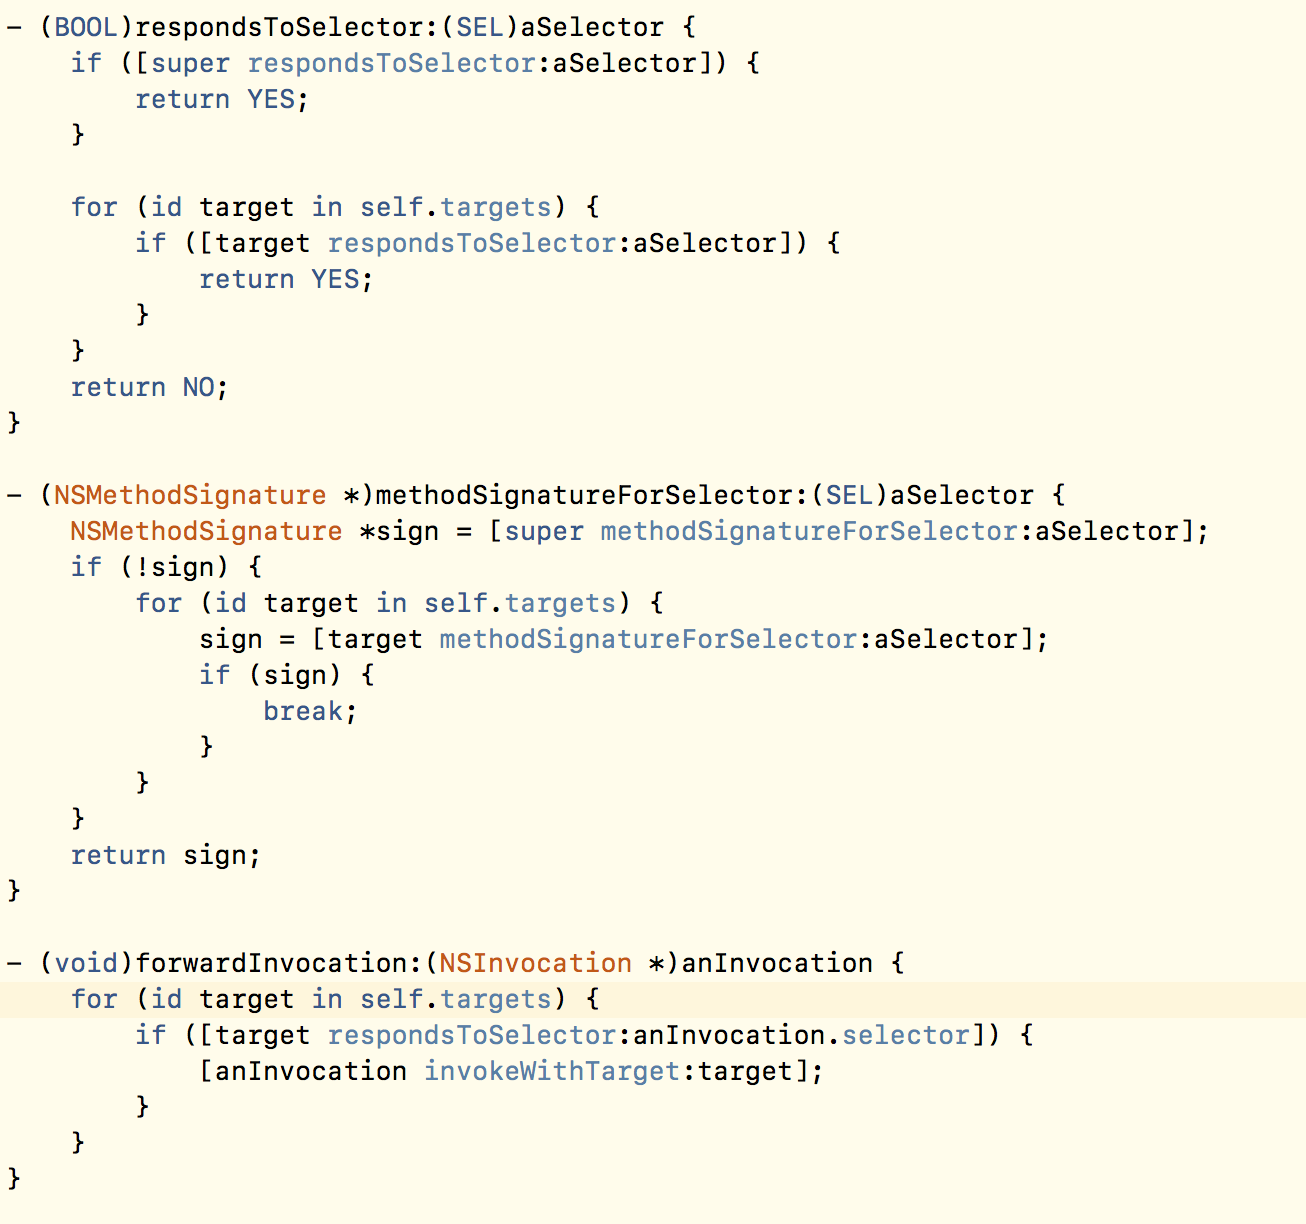 - (BOOL)respondsToSelector:(SEL)aSelector {
    if ([super respondsToSelector:aSelector]) {
        return YES;
    }

    for (id target in self.targets) {
        if ([target respondsToSelector:aSelector]) {
            return YES;
        }
    }
    return NO;
}

- (NSMethodSignature *)methodSignatureForSelector:(SEL)aSelector {
    NSMethodSignature *sign = [super methodSignatureForSelector:aSelector];
    if (!sign) {
        for (id target in self.targets) {
            sign = [target methodSignatureForSelector:aSelector];
            if (sign) {
                break;
            }
        }
    }
    return sign;
}

- (void)forwardInvocation:(NSInvocation *)anInvocation {
    for (id target in self.targets) {
        if ([target respondsToSelector:anInvocation.selector]) {
            [anInvocation invokeWithTarget:target];
        }
    }
}